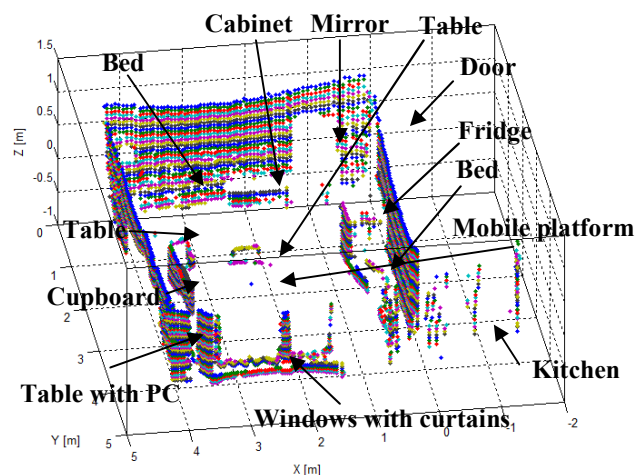 Cabinet Mirror Table
Bed
Door
Fridge
Bed
Table
Mobile platform
Cupboard
Table with PC
Kitchen
Windows with curtains
1.5
1
0.5
0
-0.5
-1
Z [m]
0
1
2
3
4
5
Y [m]
5
4
3
2
1
0
-1
-2
X [m]